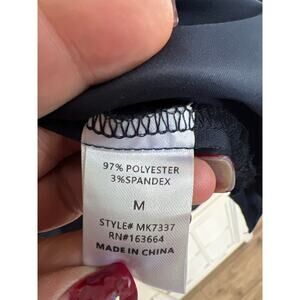 97% POLYESTER
3%SPANDEX
M
STYLE# MK7337
RN#163664
MADE IN CHINA